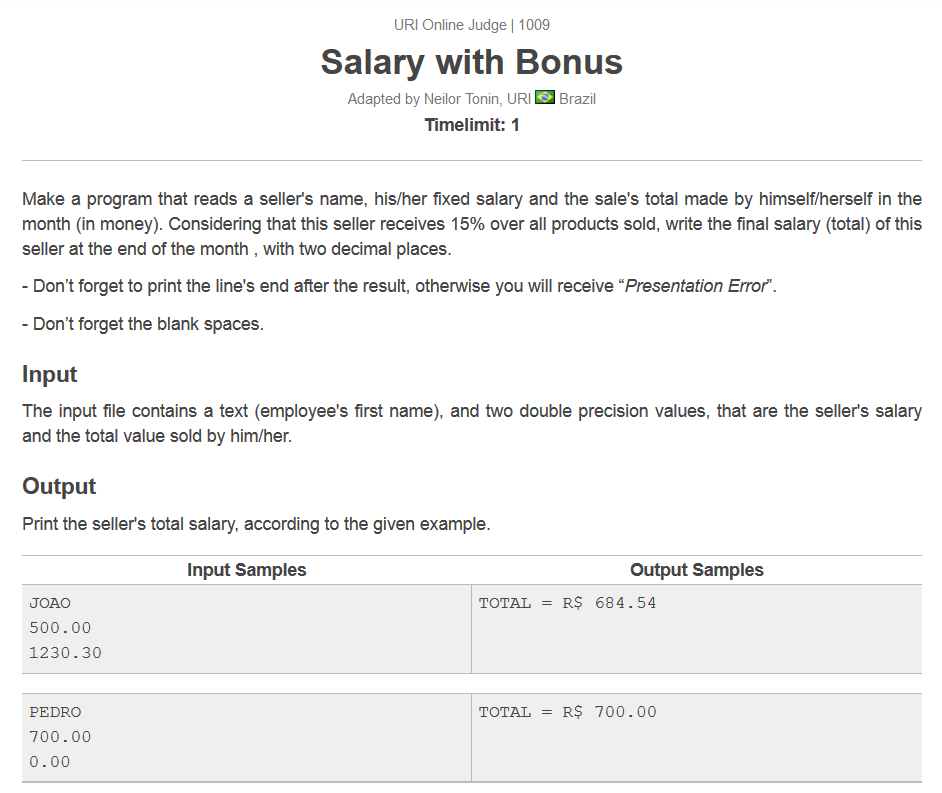 URI Online Judge | 1009
Salary with Bonus
Adapted by Neilor Tonin, URI Brazil
Timelimit: 1
Make a program that reads a seller's name, his/her fixed salary and the sale's total made by himself/herself in the
month (in money). Considering that this seller receives 15% over all products sold, write the final salary (total) of this
seller at the end of the month , with two decimal places.
- Don’t forget to print the line's end after the result, otherwise you will receive “Presentation Error”.
- Don’t forget the blank spaces.
Input
The input file contains a text (employee's first name), and two double precision values, that are the seller's salary
and the total value sold by him/her.
Output
Print the seller's total salary, according to the given example.
Input Samples Output Samples
JOAO TOTAL = R$ 684.54
500.00
1230.30
PEDRO TOTAL = R$ 700.00
700.00
0.00